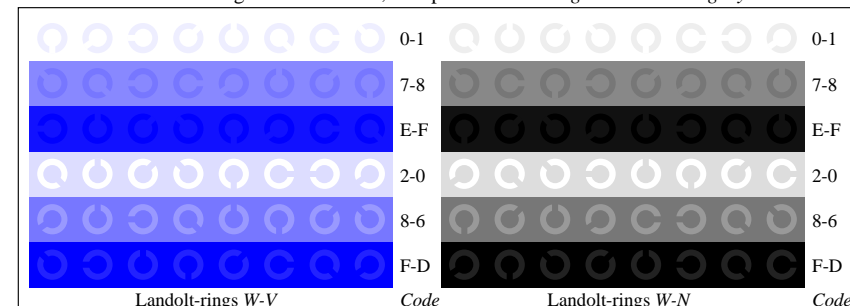 0-1 0-1
7-8 7-8
E-F E-F
2-0 2-0
8-6 8-6
F-D F-D
Landolt-rings W-V Code Landolt-rings W-N Code